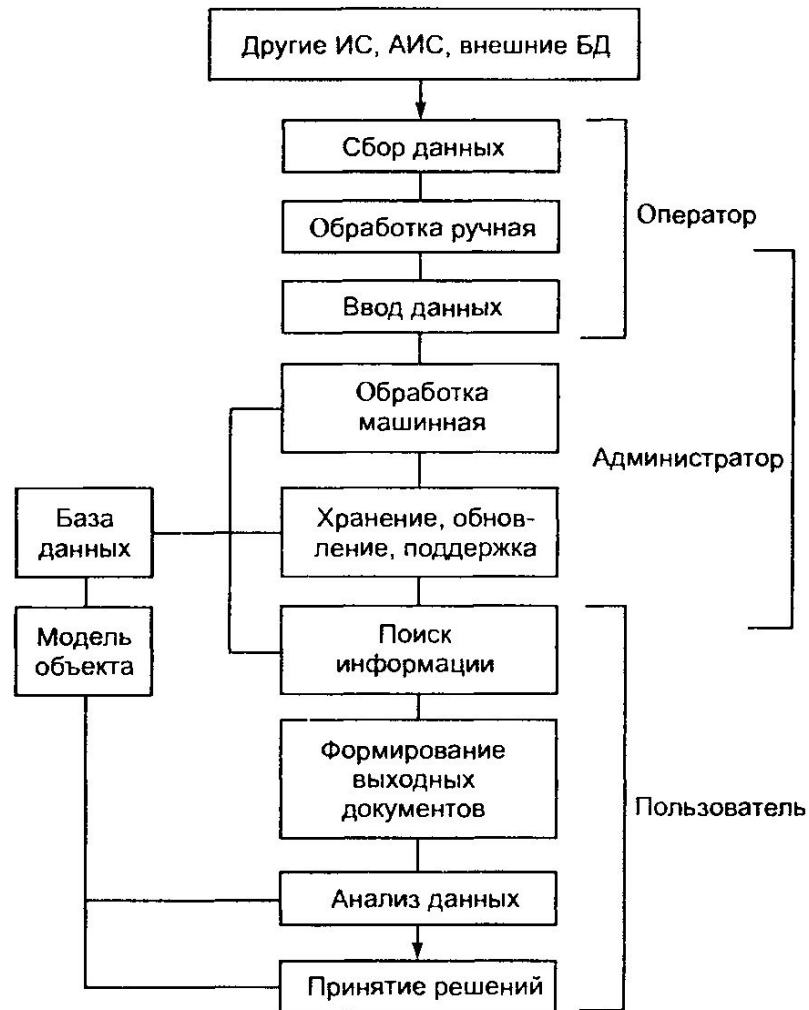 Другие ИС, АИС, внешние БД
Сбор данных
Оператор
Обработка ручная
Ввод данных
Обработка
машинная
Администратор
База
данных
Хранение, обнов-
ление, поддержка
Модель
объекта
Поиск
информации
Формирование
выходных
документов
Пользователь
Анализ данных
Принятие решений